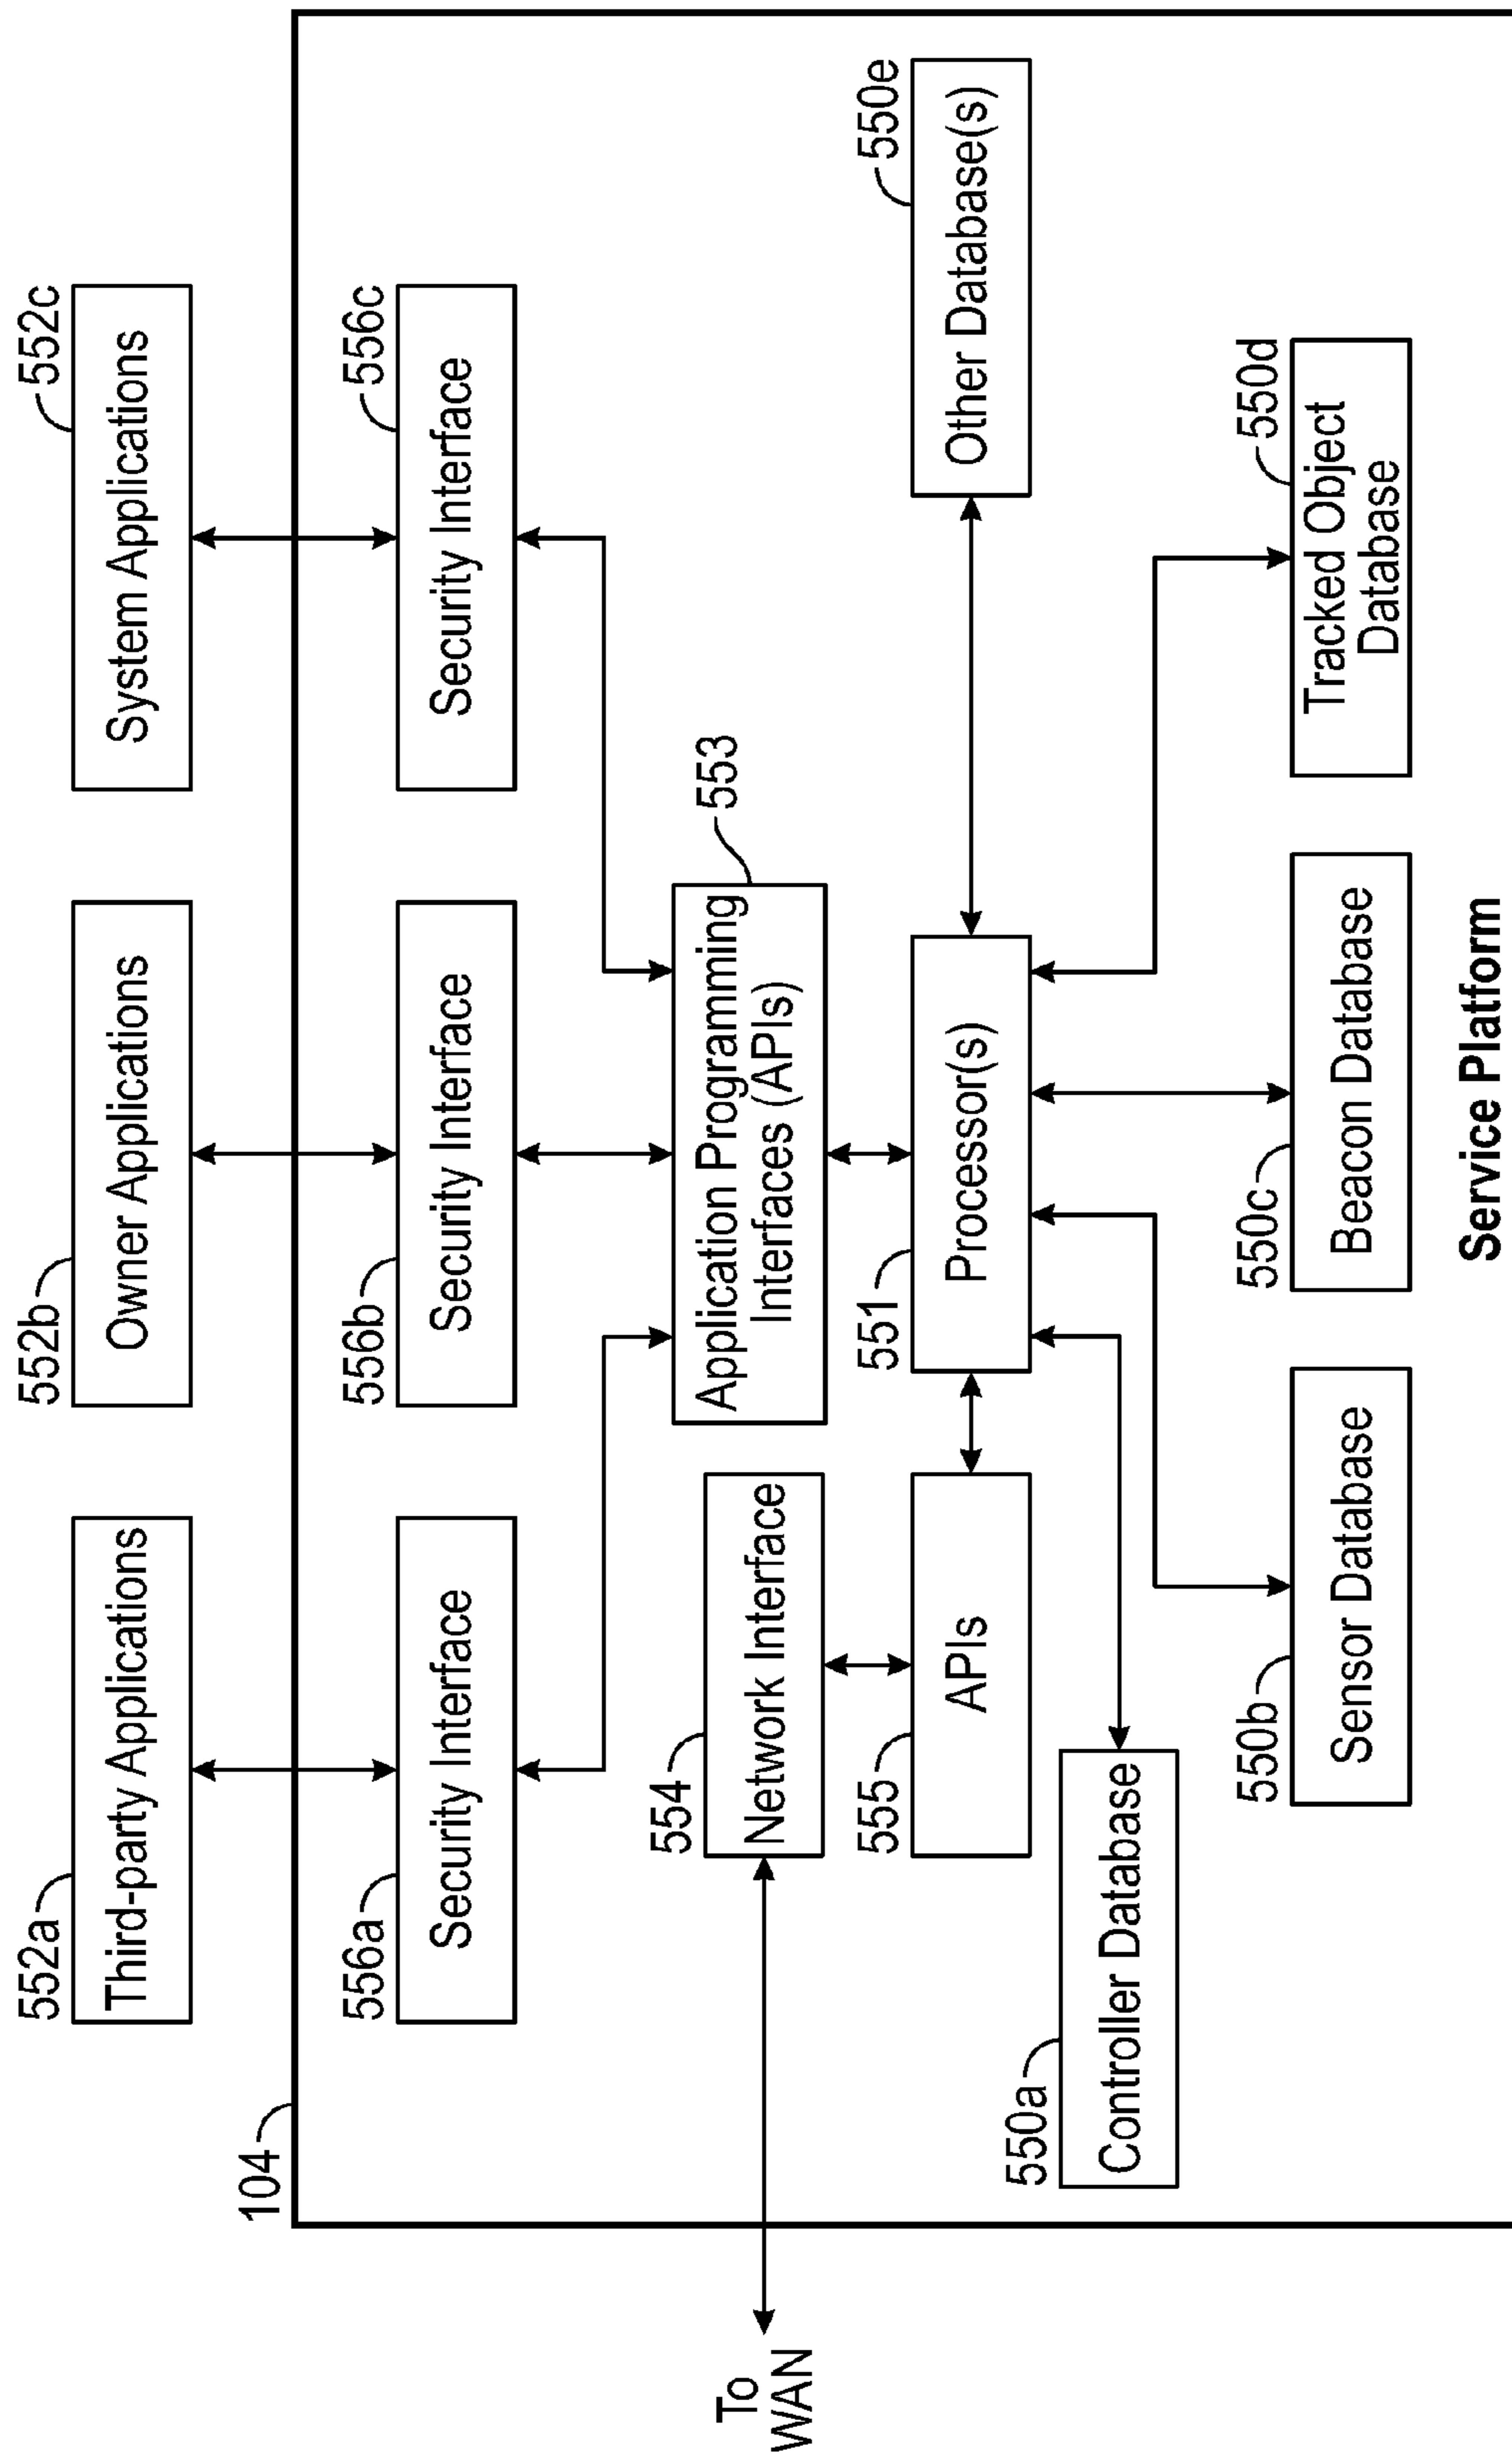 552a
Third-party Applications
552b
Owner Applications
552c
System Applications
104
556a
Security Interface
556b
Security Interface
556c
Security Interface
553
Application Programming
Interfaces (APIs)
554
Network Interface
To
WAN
555
APIs
551
Processor(s)
550e
Other Database(s)
550a
Controller Database
550b
Sensor Database
550c
Beacon Database
550d
Tracked Object
Database
Service Platform